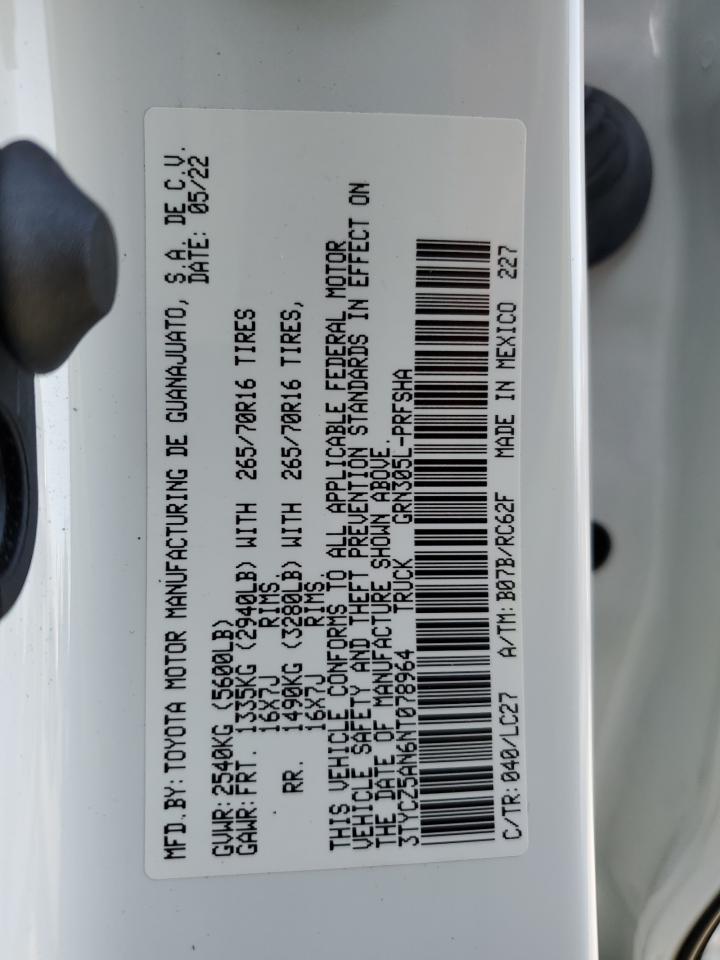 MFD.BY:TOYOTA MOTOR MANUFACTURING DE GUANAJUATO, S.A. DE C.V.
DATE: 05/22
GVWR:2540KG (5600LB)
GAWR:FRT. 1335KG (2940LB) WITH 265/70R16 TIRES
16X7J RIMS.
RR. 1490KG (3280LB) WITH 265/70R16 TIRES,
16X7J RIMS
THIS VEHICLE CONFORMS TO ALL APPLICABLE FEDERAL MOTOR
VEHICLE SAFETY AND THEFT PREVENTION STANDARDS IN EFFECT ON
THE DATE OF MANUFACTURE SHOWN ABOVE.
3TYCZ5AN6NT078964 TRUCK GRN305L-PRFSHA
C/TR:040/LC27 A/TM:B07B/RC62F MADE IN MEXICO 227